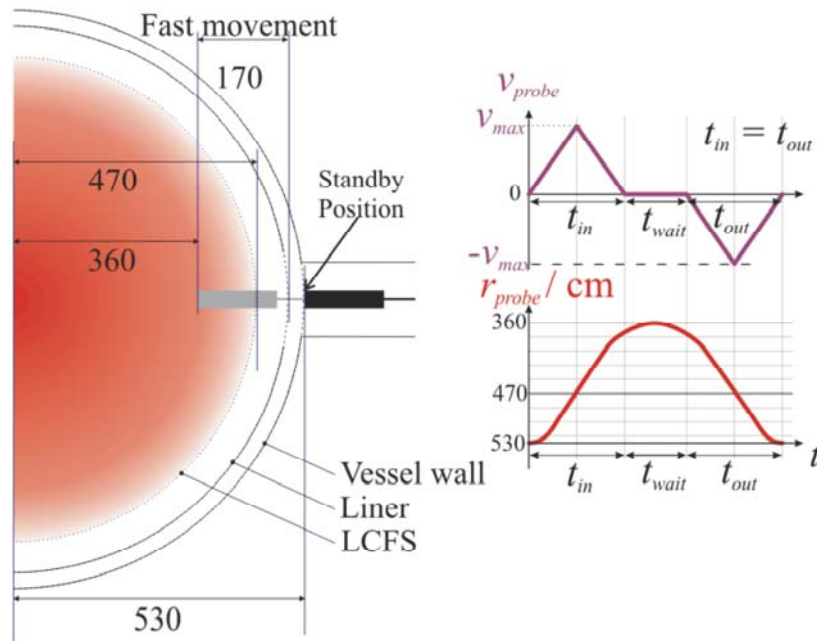 Fast movement
170
470
360
Standby
Position
Vessel wall
Liner
LCFS
530
v_probe
v_max
t_in = t_out
0
t_in
t_wait
t_out
-v_max
r_probe / cm
360
470
530
t
t_in
t_wait
t_out